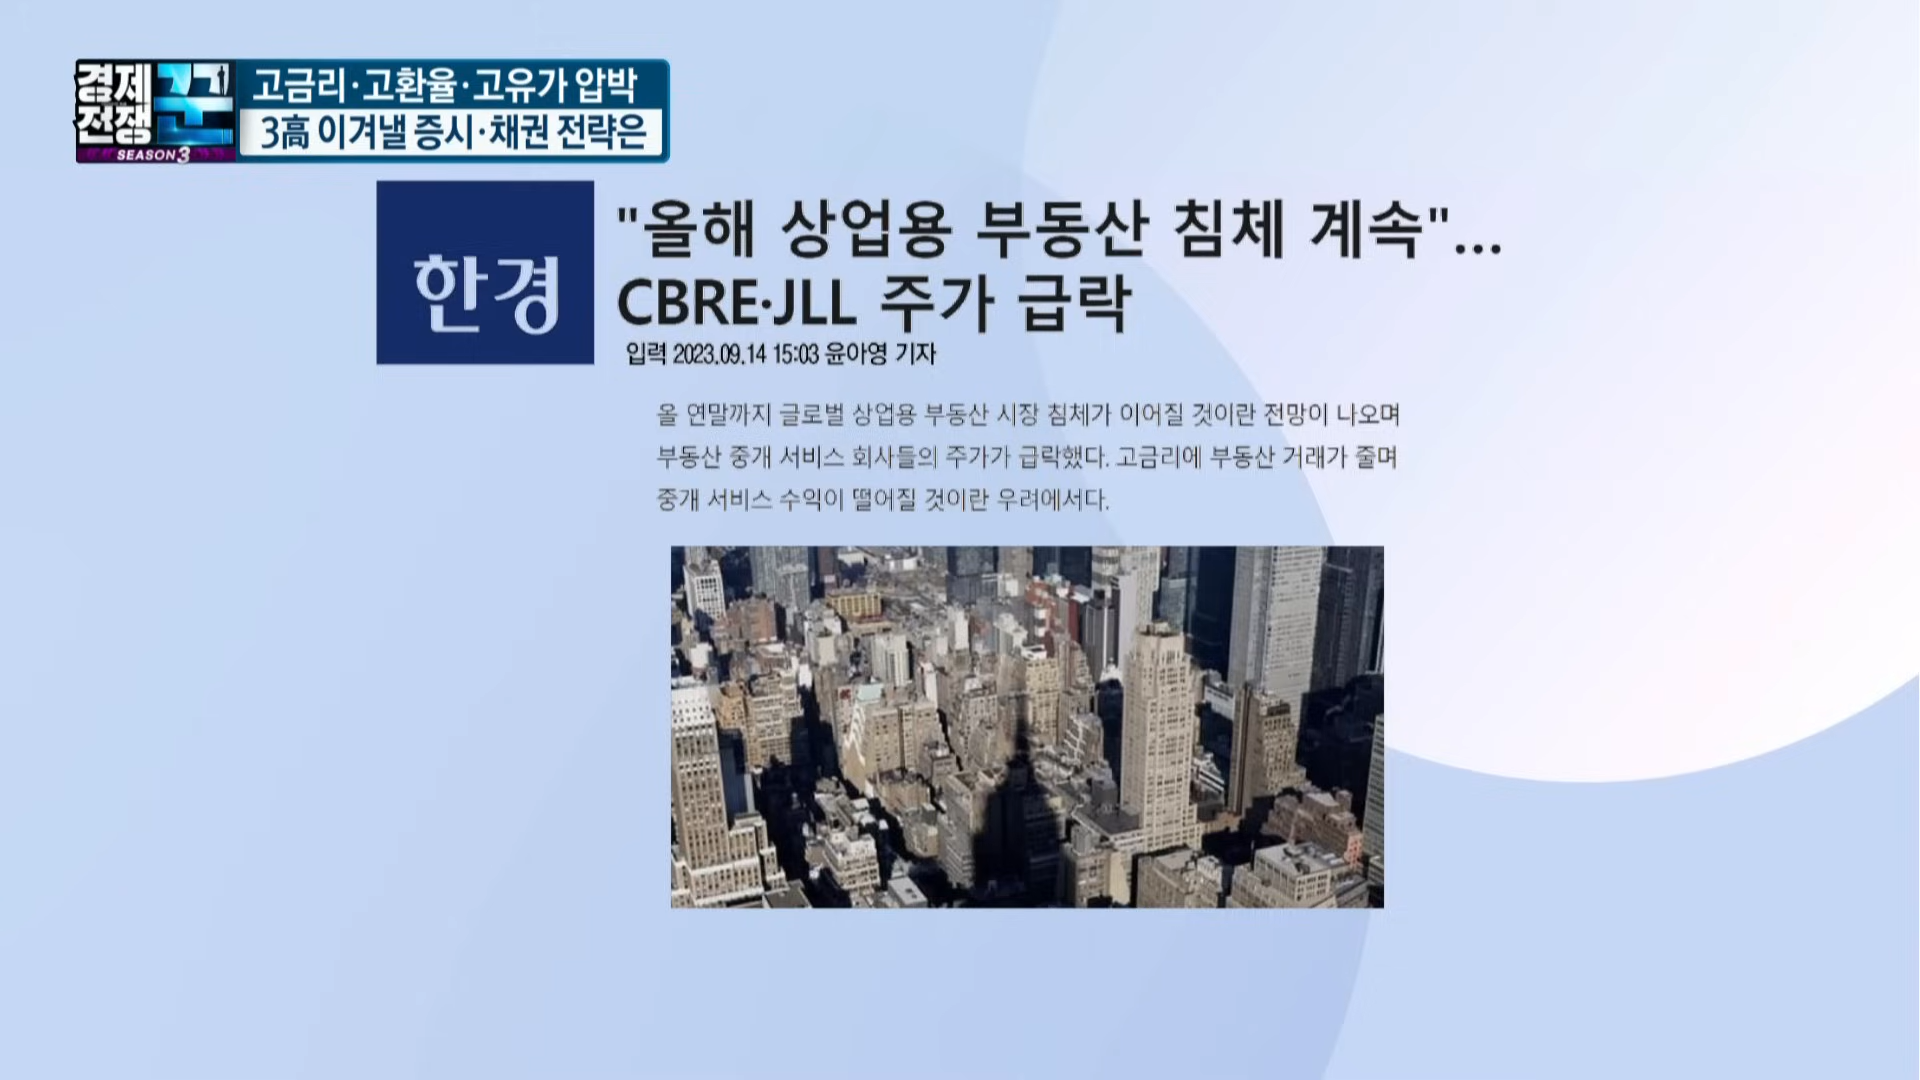 경제
전쟁 꾼
SEASON3
고금리·고환율·고유가 압박
3高 이겨낼 증시·채권 전략은
한경
"올해 상업용 부동산 침체 계속"...
CBRE·JLL 주가 급락
입력 2023.09.14 15:03 윤아영 기자
올 연말까지 글로벌 상업용 부동산 시장 침체가 이어질 것이란 전망이 나오며
부동산 중개 서비스 회사들의 주가가 급락했다. 고금리에 부동산 거래가 줄며
중개 서비스 수익이 떨어질 것이란 우려에서다.